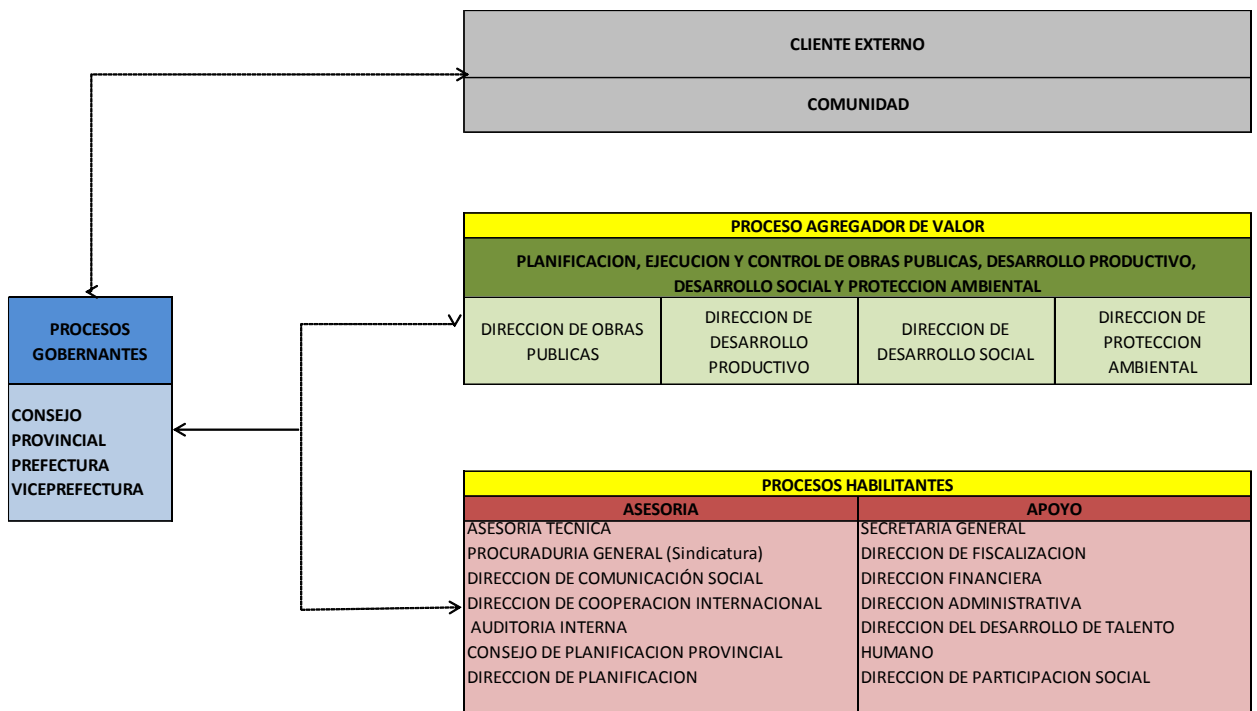 CLIENTE EXTERNO
COMUNIDAD
PROCESO AGREGADOR DE VALOR
PLANIFICACION, EJECUCION Y CONTROL DE OBRAS PUBLICAS, DESARROLLO PRODUCTIVO,
DESARROLLO SOCIAL Y PROTECCION AMBIENTAL
DIRECCION DE OBRAS
PUBLICAS
DIRECCION DE
DESARROLLO
PRODUCTIVO
DIRECCION DE
DESARROLLO SOCIAL
DIRECCION DE
PROTECCION
AMBIENTAL
PROCESOS
GOBERNANTES
CONSEJO
PROVINCIAL
PREFECTURA
VICEPREFECTURA
PROCESOS HABILITANTES
ASESORIA
ASESORIA TECNICA
PROCURADURIA GENERAL (Sindicatura)
DIRECCION DE COMUNICACIÓN SOCIAL
DIRECCION DE COOPERACION INTERNACIONAL
AUDITORIA INTERNA
CONSEJO DE PLANIFICACION PROVINCIAL
DIRECCION DE PLANIFICACION
APOYO
SECRETARIA GENERAL
DIRECCION DE FISCALIZACION
DIRECCION FINANCIERA
DIRECCION ADMINISTRATIVA
DIRECCION DEL DESARROLLO DE TALENTO
HUMANO
DIRECCION DE PARTICIPACION SOCIAL